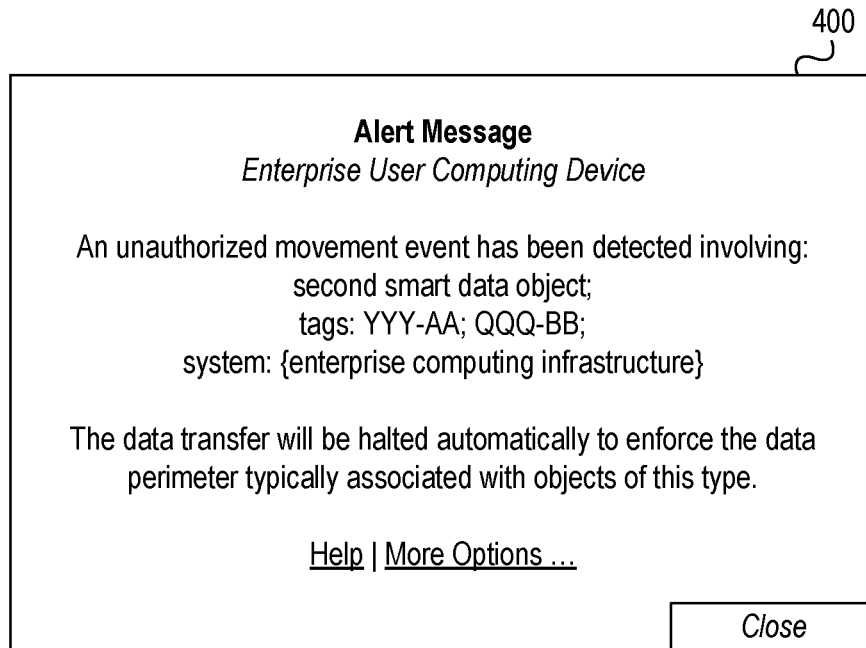 400
Alert Message
Enterprise User Computing Device
An unauthorized movement event has been detected involving:
second smart data object;
tags: YYY-AA; QQQ-BB;
system: {enterprise computing infrastructure}
The data transfer will be halted automatically to enforce the data
perimeter typically associated with objects of this type.
Help | More Options ...
Close